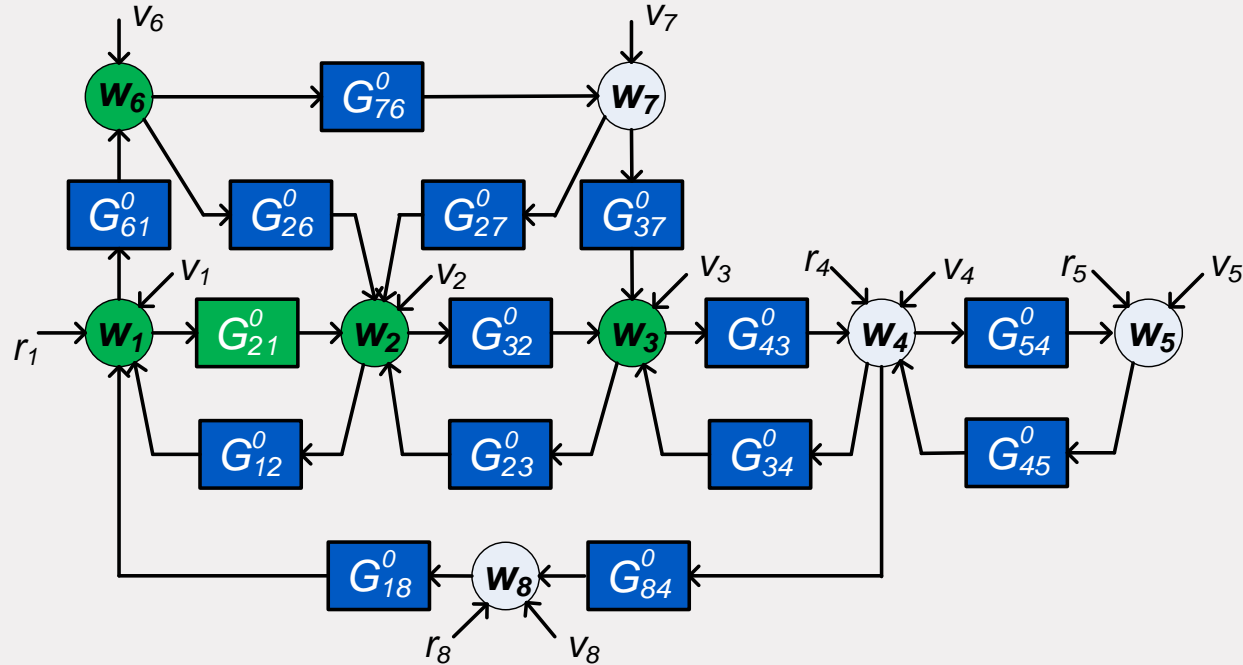 v6 v7
w6 G⁰76 w7
G⁰61 G⁰26 G⁰27 G⁰37
v1 v2 v3 r4 v4 r5 v5
r1 w1 G⁰21 w2 G⁰32 w3 G⁰43 w4 G⁰54 w5
G⁰12 G⁰23 G⁰34 G⁰45
G⁰18 w8 G⁰84
r8 v8